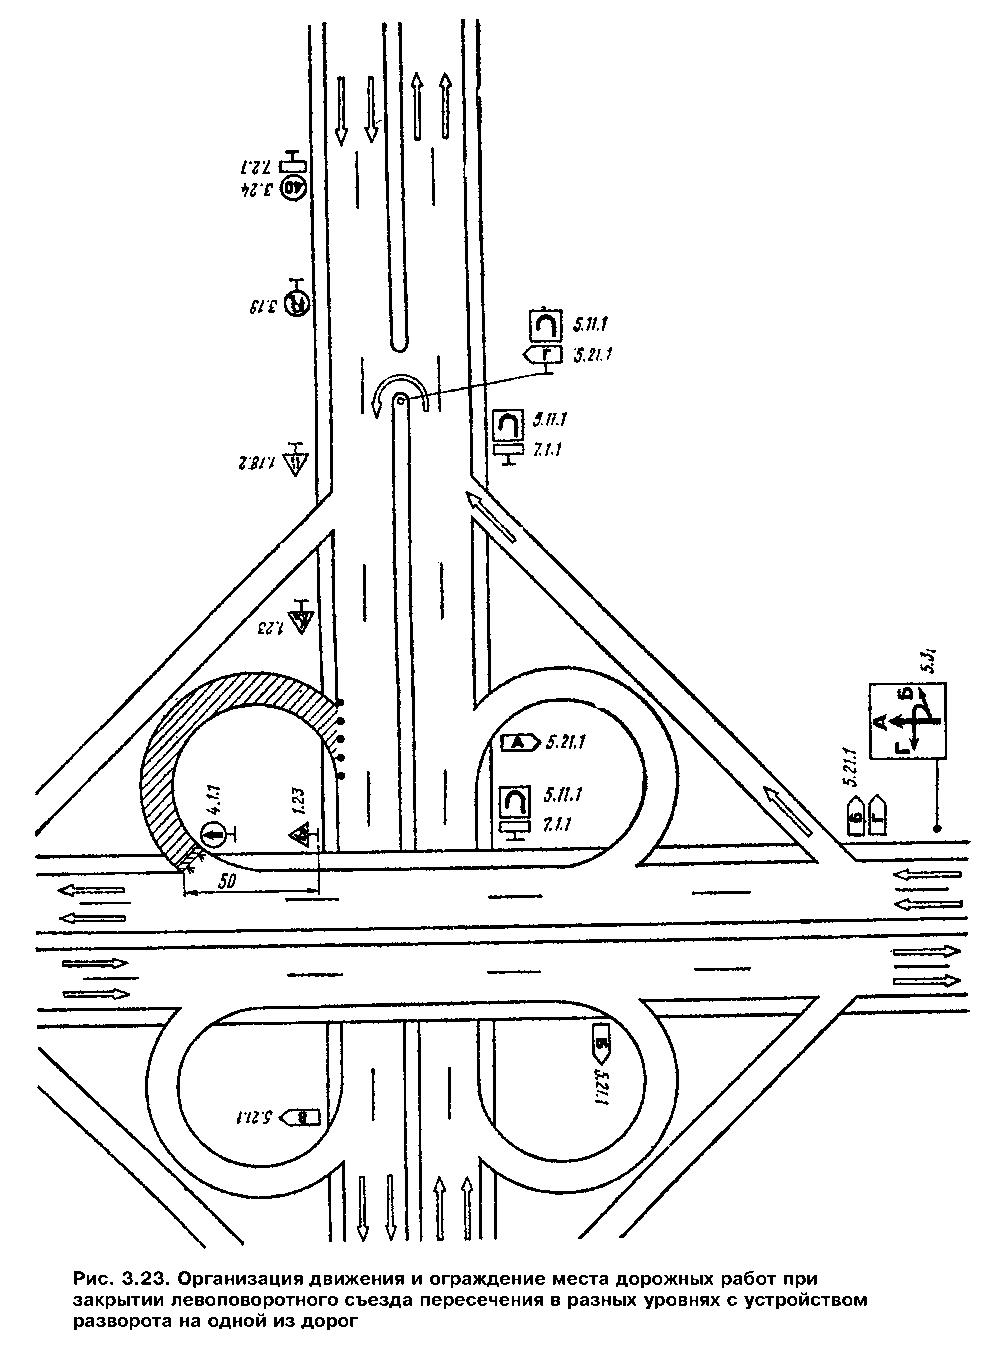 7.2.1
3.24
40
3.19
5.11.1
Г
5.21.1
5.11.1
7.1.1
1.18.2
1.23
А
5.21.1
5.11.1
7.1.1
4.1.1
1.23
50
А
Б
Г
5.21.1
Б
Г
Б
5.21.1
5.21.1
В
Рис. 3.23. Организация движения и ограждение места дорожных работ при
закрытии левоповоротного съезда пересечения в разных уровнях с устройством
разворота на одной из дорог